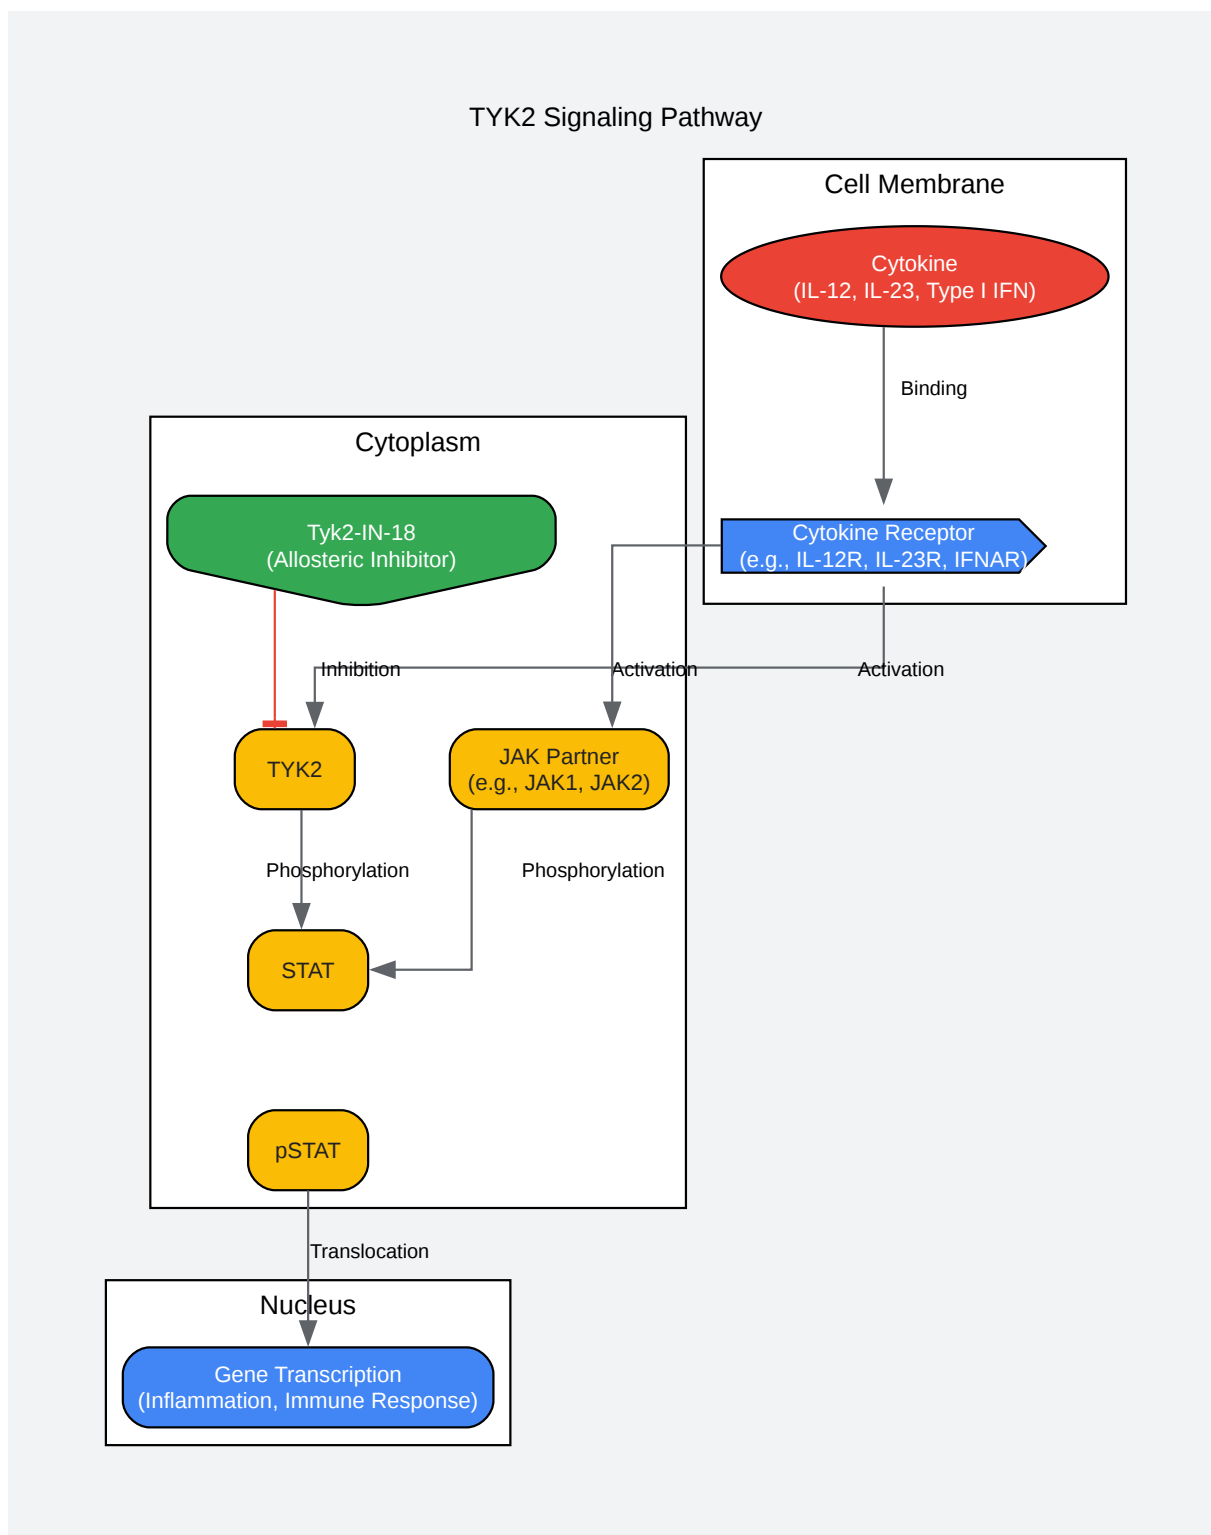 TYK2 Signaling Pathway
Cell Membrane
Cytokine
(IL-12, IL-23, Type I IFN)
Binding
Cytoplasm
Tyk2-IN-18
(Allosteric Inhibitor)
Cytokine Receptor
(e.g., IL-12R, IL-23R, IFNAR)
Inhibition
Activation
Activation
TYK2
JAK Partner
(e.g., JAK1, JAK2)
Phosphorylation
Phosphorylation
STAT
pSTAT
Translocation
Nucleus
Gene Transcription
(Inflammation, Immune Response)